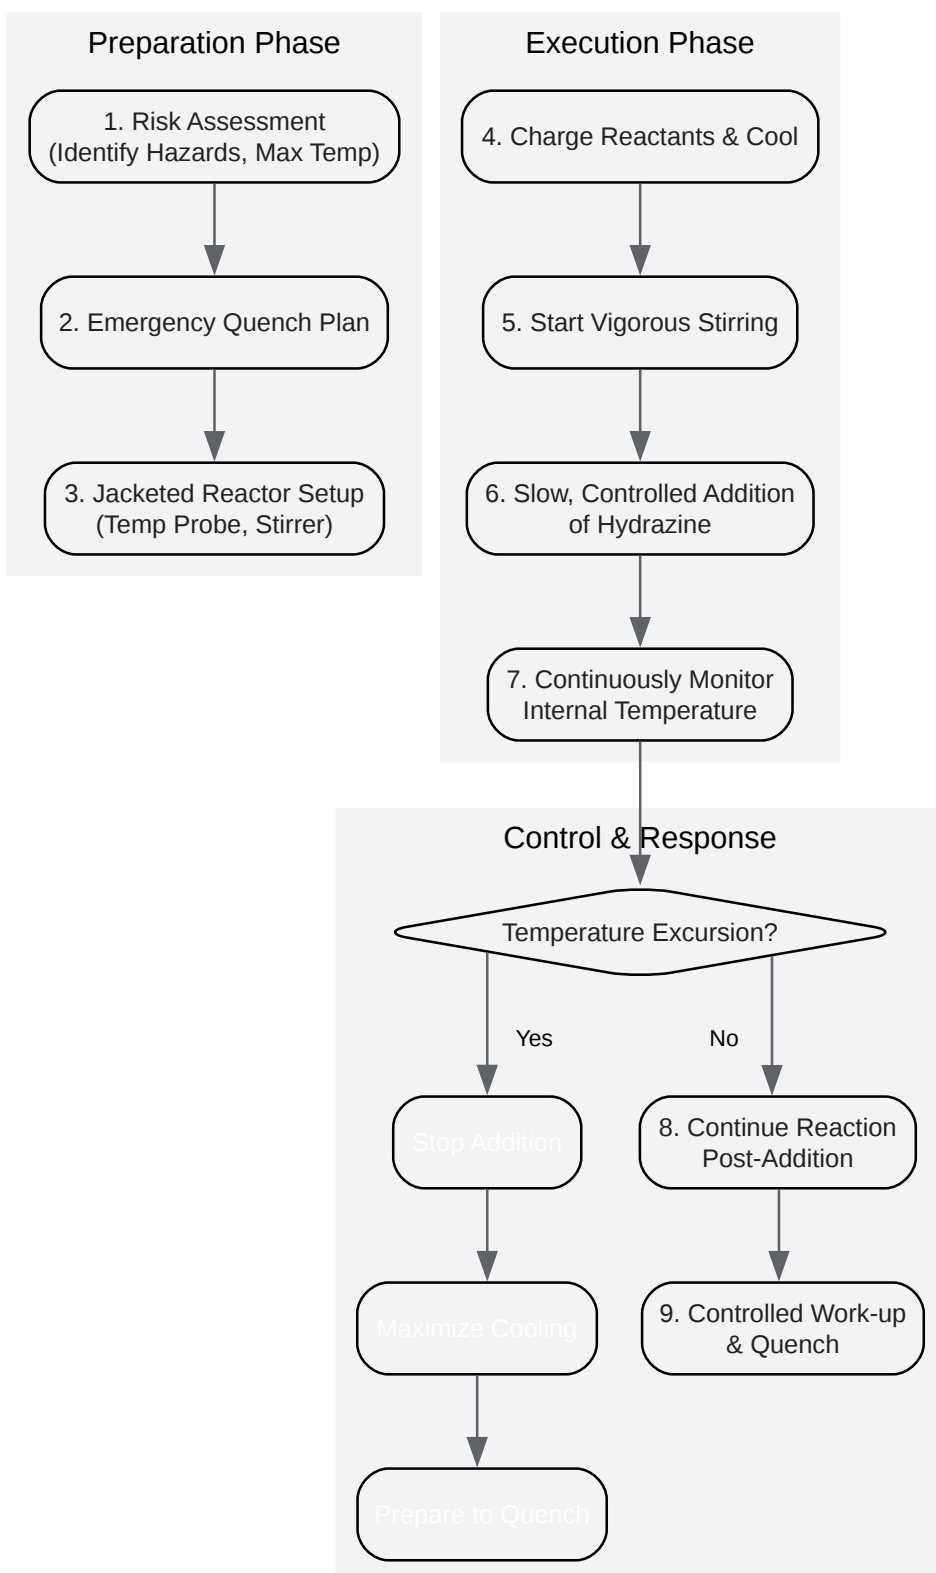 Preparation Phase
1. Risk Assessment
(Identify Hazards, Max Temp)
2. Emergency Quench Plan
3. Jacketed Reactor Setup
(Temp Probe, Stirrer)
Execution Phase
4. Charge Reactants & Cool
5. Start Vigorous Stirring
6. Slow, Controlled Addition
of Hydrazine
7. Continuously Monitor
Internal Temperature
Control & Response
Temperature Excursion?
Yes
No
Stop Addition
Maximize Cooling
Prepare to Quench
8. Continue Reaction
Post-Addition
9. Controlled Work-up
& Quench